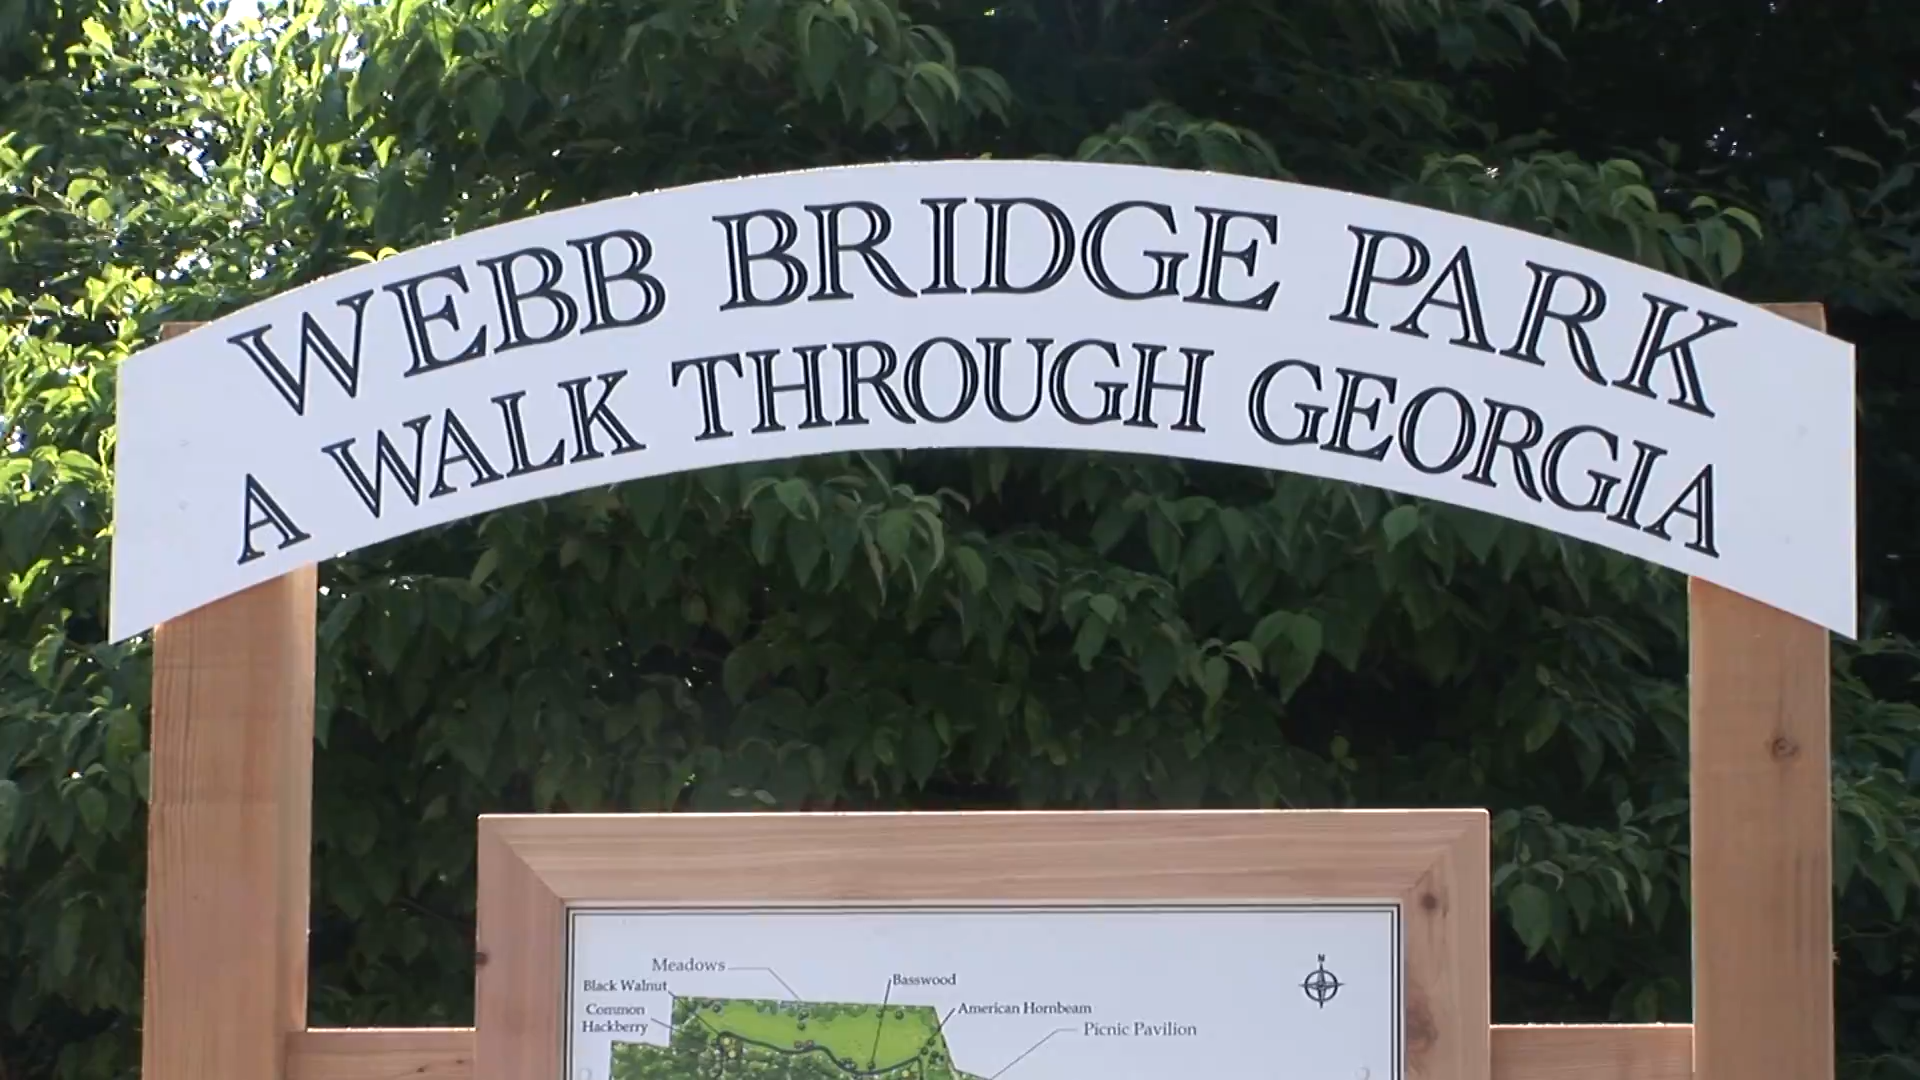 WEBB BRIDGE PARK
A WALK THROUGH GEORGIA
N
Meadows
Basswood
Black Walnut
Common
Hackberry
American Hornbeam
Picnic Pavilion